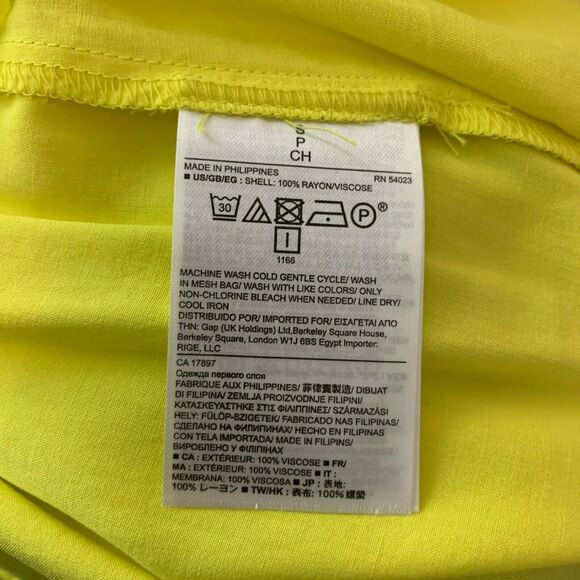 S
P
CH
MADE IN PHILIPPINES RN 54023
■ US/GB/EG : SHELL: 100% RAYON/VISCOSE
30 P ®
I
1166
MACHINE WASH COLD GENTLE CYCLE/ WASH
IN MESH BAG/ WASH WITH LIKE COLORS/ ONLY
NON-CHLORINE BLEACH WHEN NEEDED/ LINE DRY/
COOL IRON
DISTRIBUIDO POR/ IMPORTED FOR/ ΕΙΣΑΓΕΤΑΙ ΑΠΟ
ΤΗΝ: Gap (UK Holdings) Ltd,Berkeley Square House,
Berkeley Square, London W1J 6BS Egypt Importer:
RIGE, LLC
CA 17897
Одежда первого слоя
FABRIQUE AUX PHILIPPINES/ 菲律賓製造/ DIBUAT
DI FILIPINA/ ZEMLJA PROIZVODNJE FILIPINI/
ΚΑΤΑΣΚΕΥΑΣΤΗΚΕ ΣΤΙΣ ΦΙΛΙΠΠΙΝΕΣ/ SZÁRMAZÁSI
HELY: FÜLÖP-SZIGETEK/ FABRICADO NAS FILIPINAS/
СДЕЛАНО НА ФИЛИППИНАХ/ HECHO EN FILIPINAS
CON TELA IMPORTADA/ MADE IN FILIPINS/
ВИРОБЛЕНО У ФІЛІПІНАХ
■ CA : EXTÉRIEUR: 100% VISCOSE ■ FR/
MA : EXTÉRIEUR: 100% VISCOSE ■ IT :
MEMBRANA: 100% VISCOSA ■ JP : 表地:
100% レーヨン ■ TW/HK : 表布: 100% 嫘縈